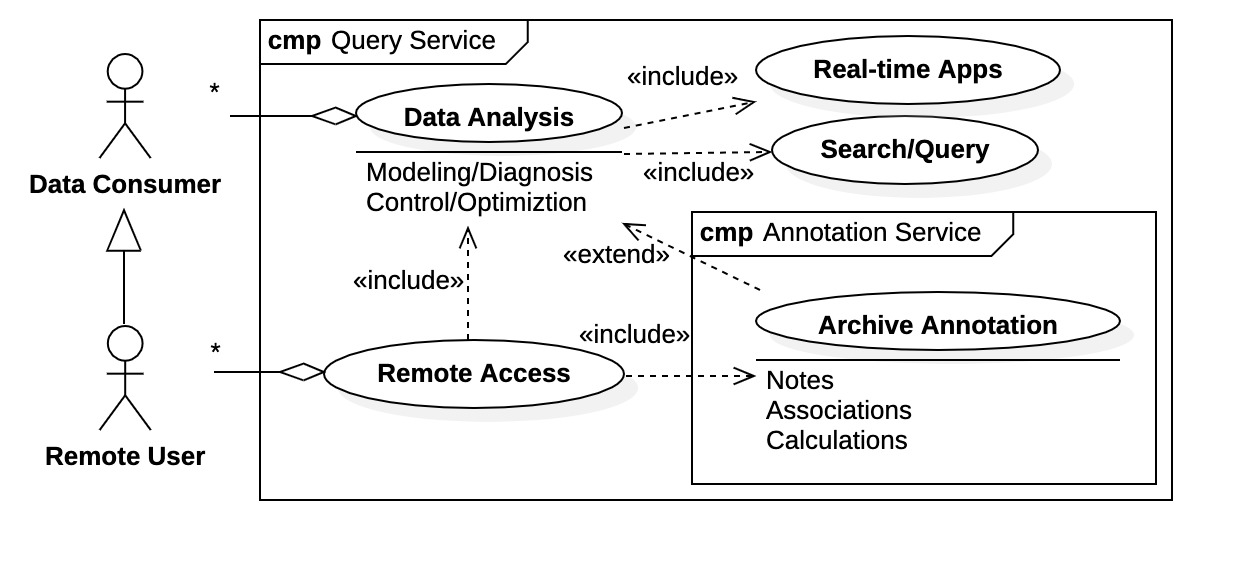 cmp Query Service
*
«include»
Real-time Apps
Data Analysis
Search/Query
«include»
Modeling/Diagnosis
Control/Optimiztion
Data Consumer
cmp Annotation Service
«extend»
«include»
«include»
Archive Annotation
*
Remote Access
Notes
Associations
Calculations
Remote User